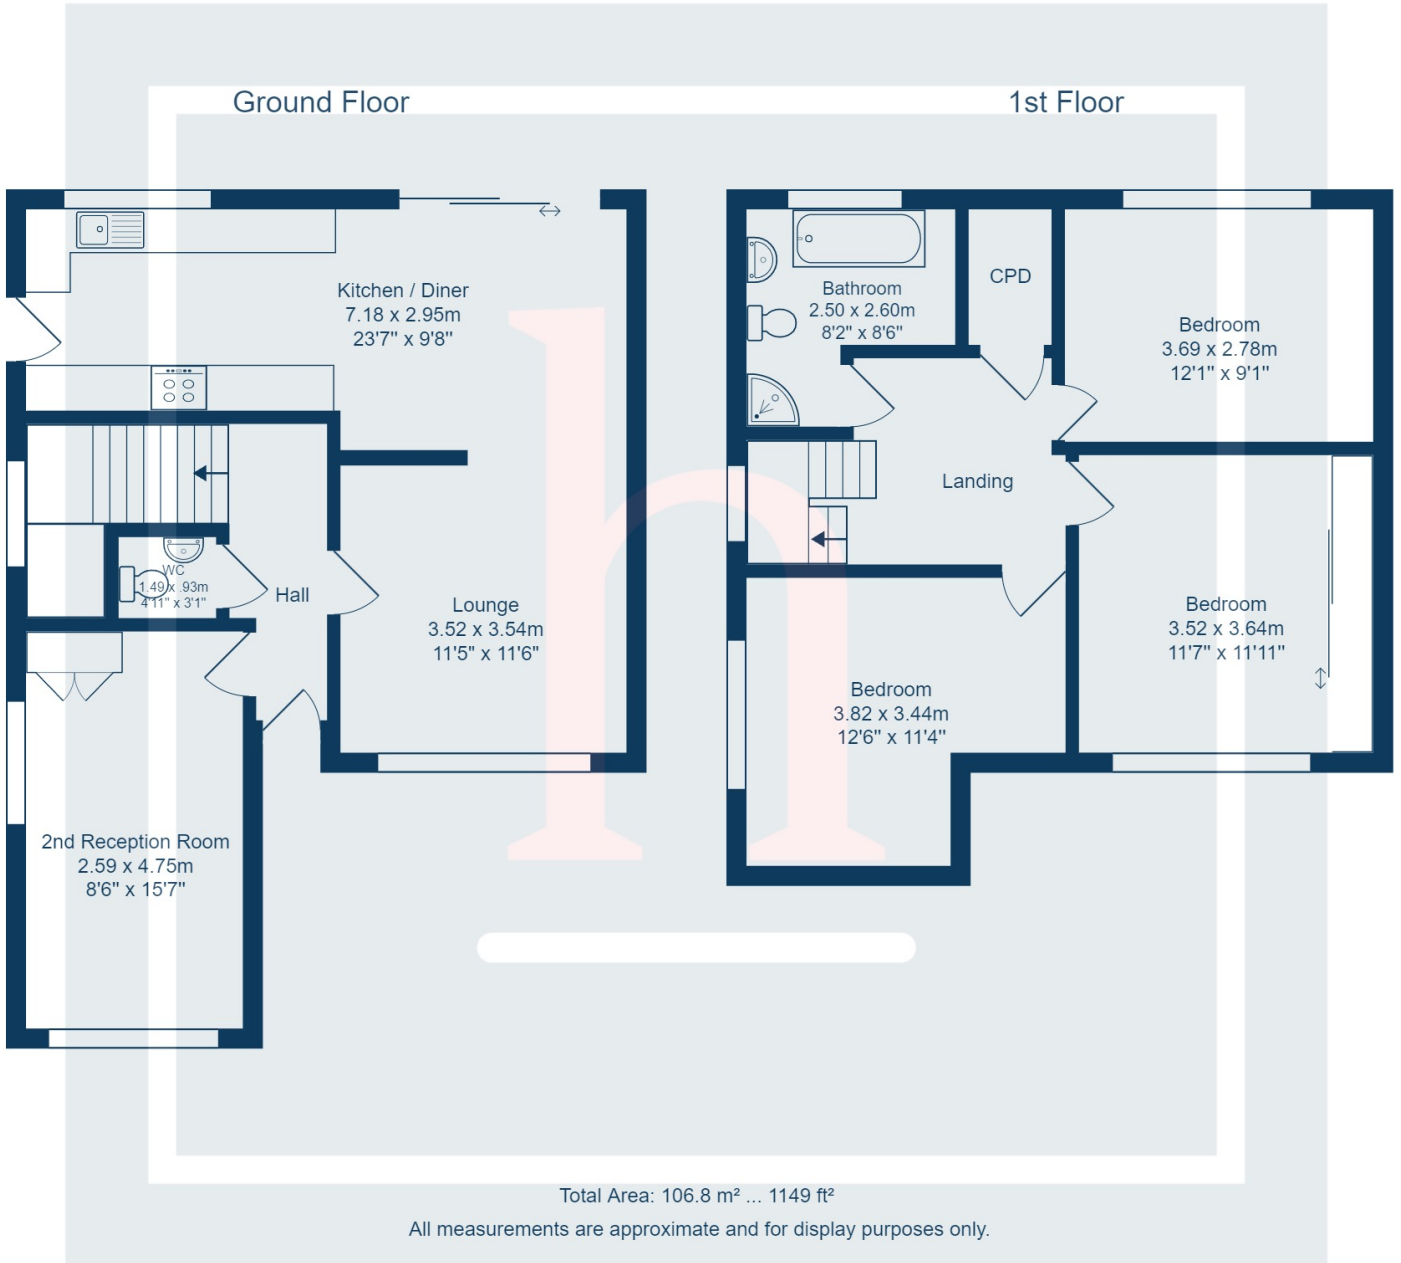 Ground Floor
1st Floor
Kitchen / Diner
7.18 x 2.95m
23'7" x 9'8"
WC
1.49 x .93m
4'11" x 3'1"
Hall
Lounge
3.52 x 3.54m
11'5" x 11'6"
2nd Reception Room
2.59 x 4.75m
8'6" x 15'7"
Bathroom
2.50 x 2.60m
8'2" x 8'6"
CPD
Bedroom
3.69 x 2.78m
12'1" x 9'1"
Landing
Bedroom
3.52 x 3.64m
11'7" x 11'11"
Bedroom
3.82 x 3.44m
12'6" x 11'4"
h
Total Area: 106.8 m² ... 1149 ft²
All measurements are approximate and for display purposes only.